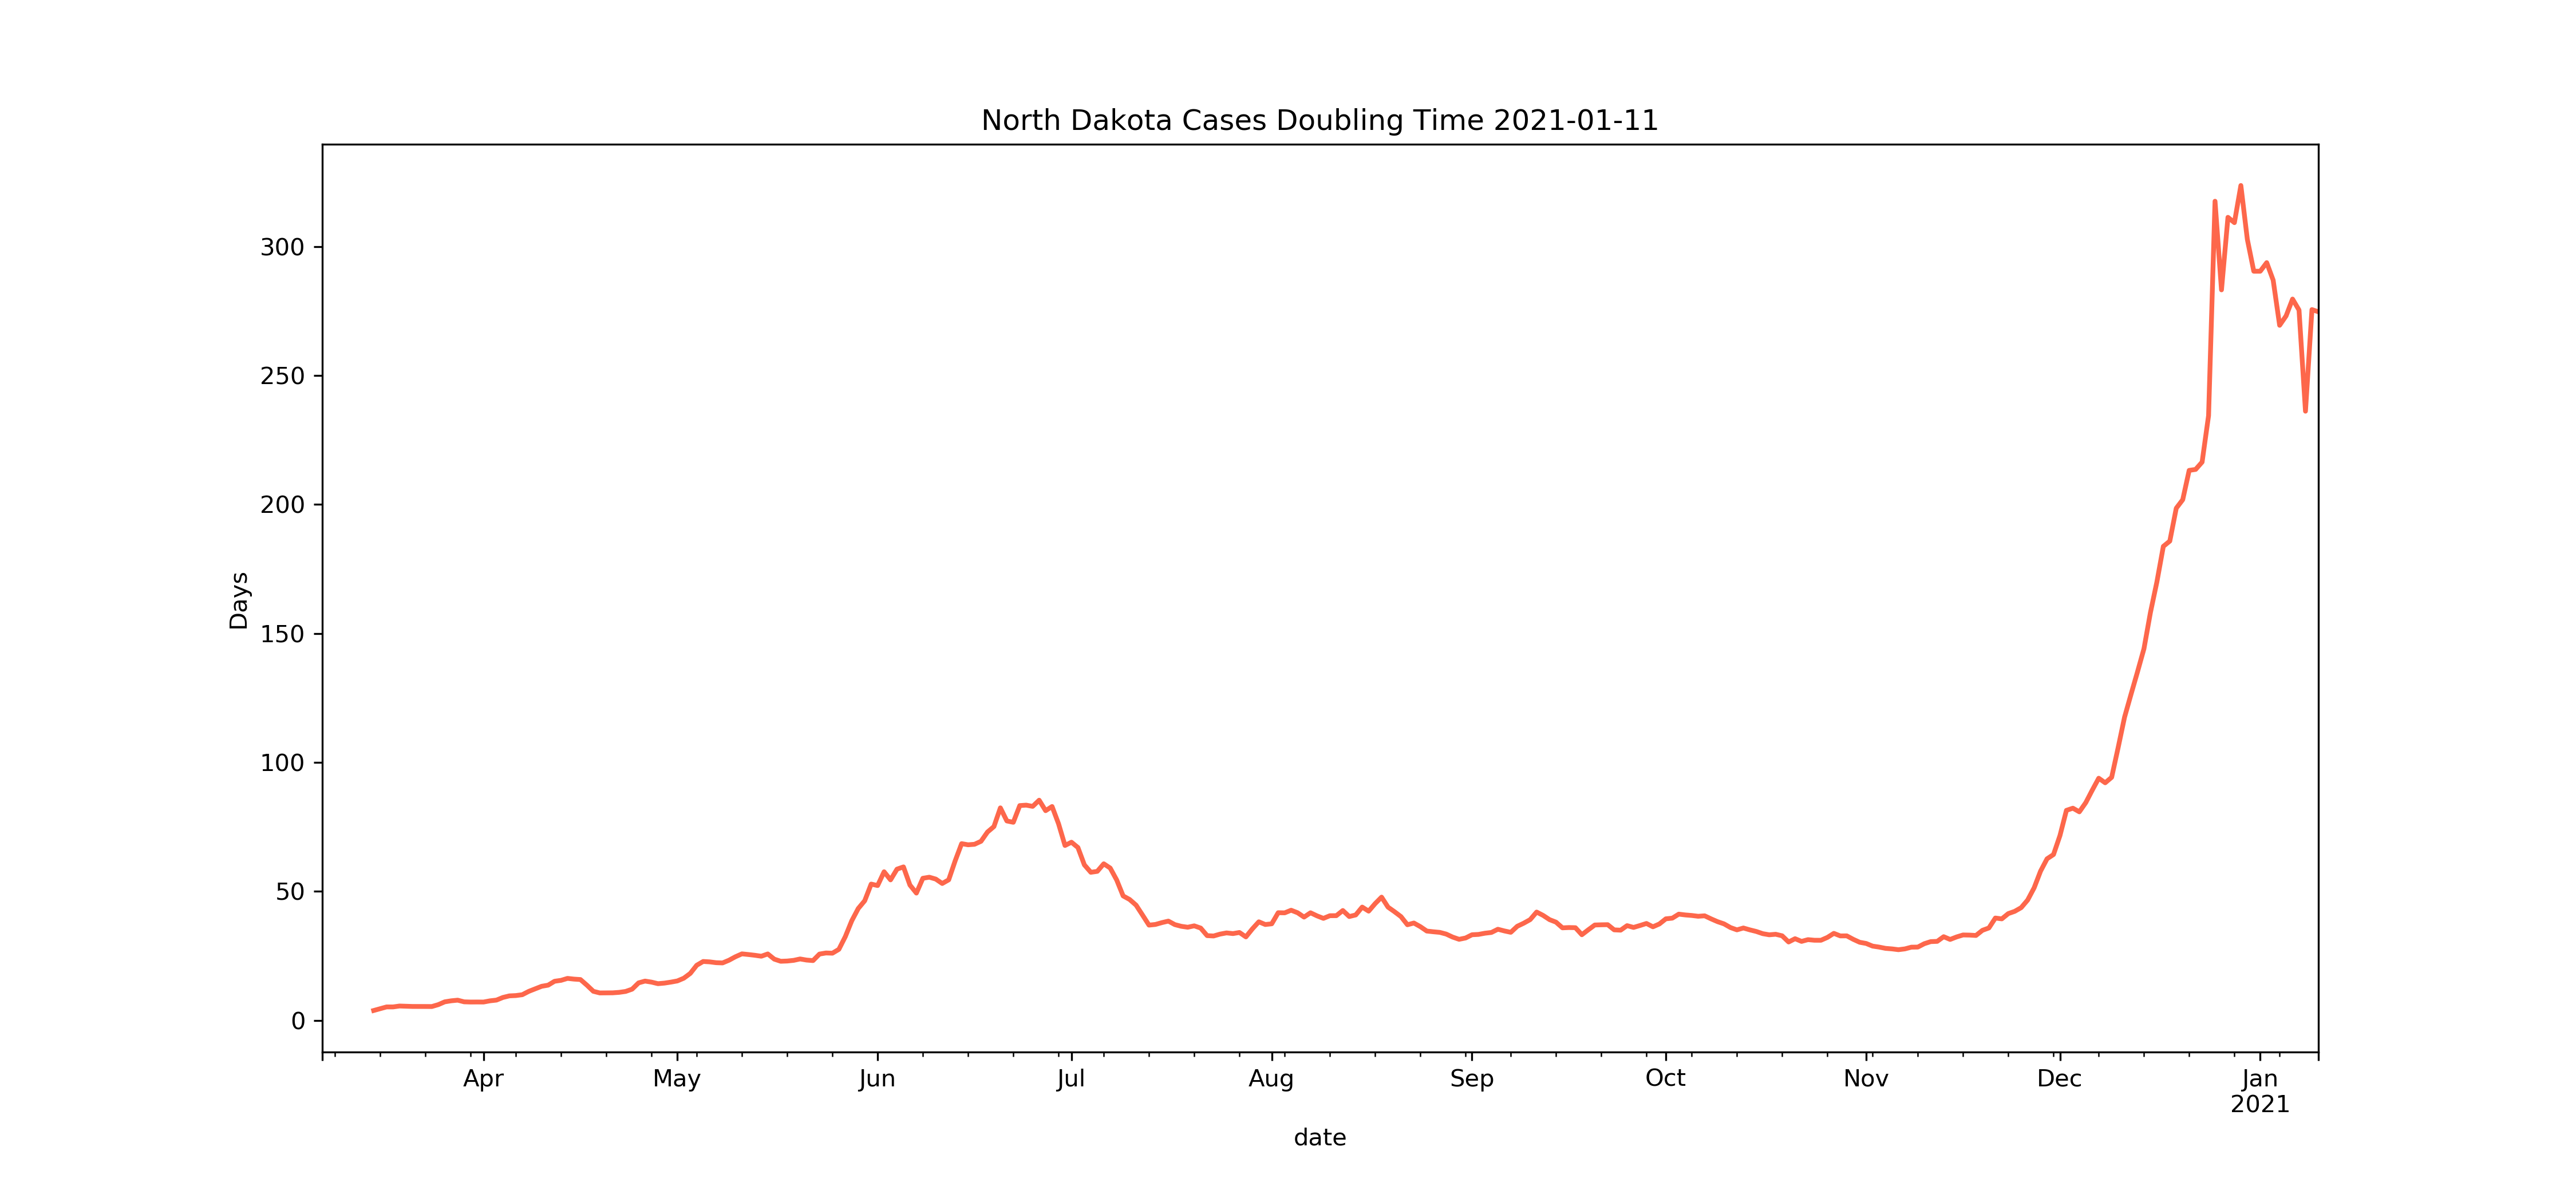 North Dakota Cases Doubling Time 2021-01-11
300
250
200
150
100
50
0
Days
Apr May Jun Jul Aug Sep Oct Nov Dec Jan
2021
date